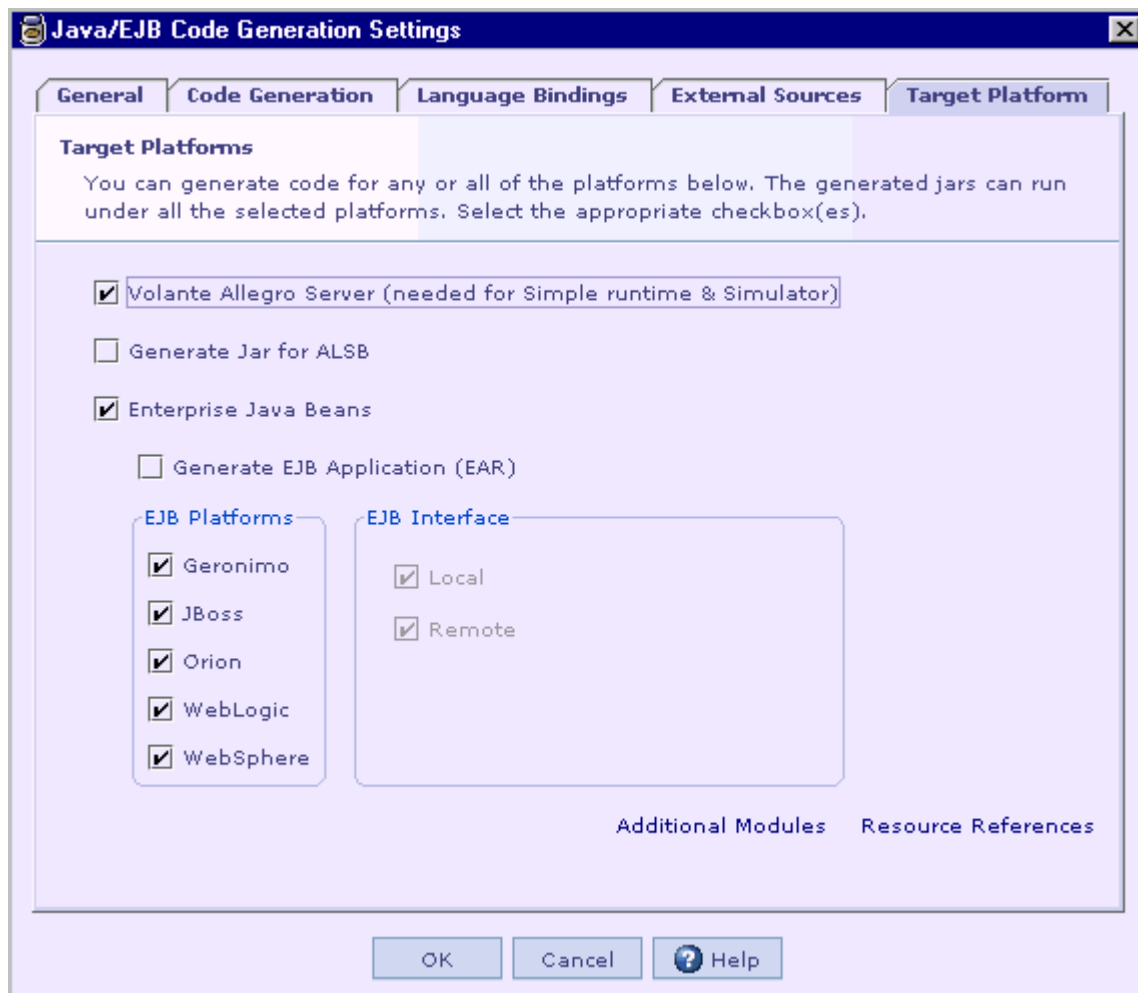 Java/EJB Code Generation Settings
General
Code Generation
Language Bindings
External Sources
Target Platform
Target Platforms
You can generate code for any or all of the platforms below. The generated jars can run
under all the selected platforms. Select the appropriate checkbox(es).
Volante Allegro Server (needed for Simple runtime & Simulator)
Generate Jar for ALSB
Enterprise Java Beans
Generate EJB Application (EAR)
EJB Platforms
Geronimo
JBoss
Orion
WebLogic
WebSphere
EJB Interface
Local
Remote
Additional Modules
Resource References
OK
Cancel
Help